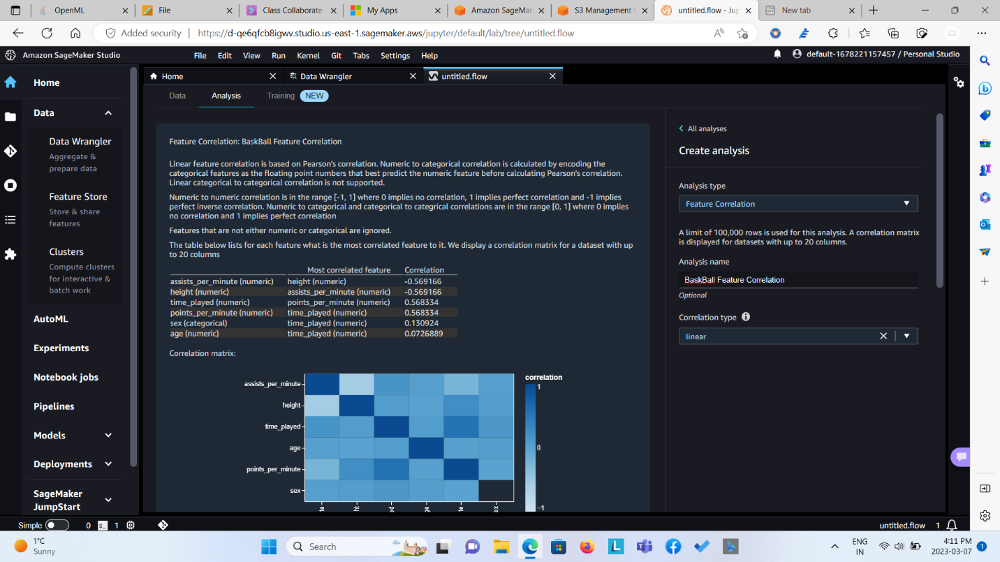 OpenML
File
Class Collaborate
My Apps
Amazon SageMak
S3 Management C
untitled.flow - Jup
New tab
Added security
https://d-qe6qfcb8igwv.studio.us-east-1.sagemaker.aws/jupyter/default/lab/tree/untitled.flow
Amazon SageMaker Studio
File Edit View Run Kernel Git Tabs Settings Help
default-1678221157457 / Personal Studio
Home
Data
Data Wrangler
Aggregate &
prepare data
Feature Store
Store & share
features
Clusters
Compute clusters
for interactive &
batch work
AutoML
Experiments
Notebook jobs
Pipelines
Models
Deployments
SageMaker
JumpStart
Home
Data Wrangler
untitled.flow
Data Analysis Training NEW
Feature Correlation: BaskBall Feature Correlation
Linear feature correlation is based on Pearson's correlation. Numeric to categorical correlation is calculated by encoding the
categorical features as the floating point numbers that best predict the numeric feature before calculating Pearson's correlation.
Linear categorical to categorical correlation is not supported.
Numeric to numeric correlation is in the range [-1, 1] where 0 implies no correlation, 1 implies perfect correlation and -1 implies
perfect inverse correlation. Numeric to categorical and categorical to categrical correlations are in the range [0, 1] where 0 implies
no correlation and 1 implies perfect correlation
Features that are not either numeric or categorical are ignored.
The table below lists for each feature what is the most correlated feature to it. We display a correlation matrix for a dataset with up
to 20 columns
Most correlated feature Correlation
assists_per_minute (numeric) height (numeric) -0.569166
height (numeric) assists_per_minute (numeric) -0.569166
time_played (numeric) points_per_minute (numeric) 0.568334
points_per_minute (numeric) time_played (numeric) 0.568334
sex (categorical) time_played (numeric) 0.130924
age (numeric) time_played (numeric) 0.0726889
Correlation matrix:
assists_per_minute
height
time_played
age
points_per_minute
sex
te ht ed ge te ex
correlation
1
0
-1
All analyses
Create analysis
Analysis type
Feature Correlation
A limit of 100,000 rows is used for this analysis. A correlation matrix
is displayed for datasets with up to 20 columns.
Analysis name
BaskBall Feature Correlation
Optional
Correlation type
linear
Simple 0 1
untitled.flow 1
1°C
Sunny
Search
ENG
IN
4:11 PM
2023-03-07
1